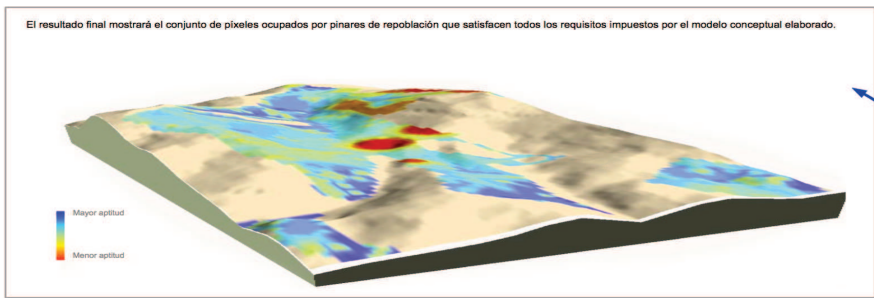 El resultado final mostrará el conjunto de píxeles ocupados por pinares de repoblación que satisfacen todos los requisitos impuestos por el modelo conceptual elaborado.
Mayor aptitud
Menor aptitud